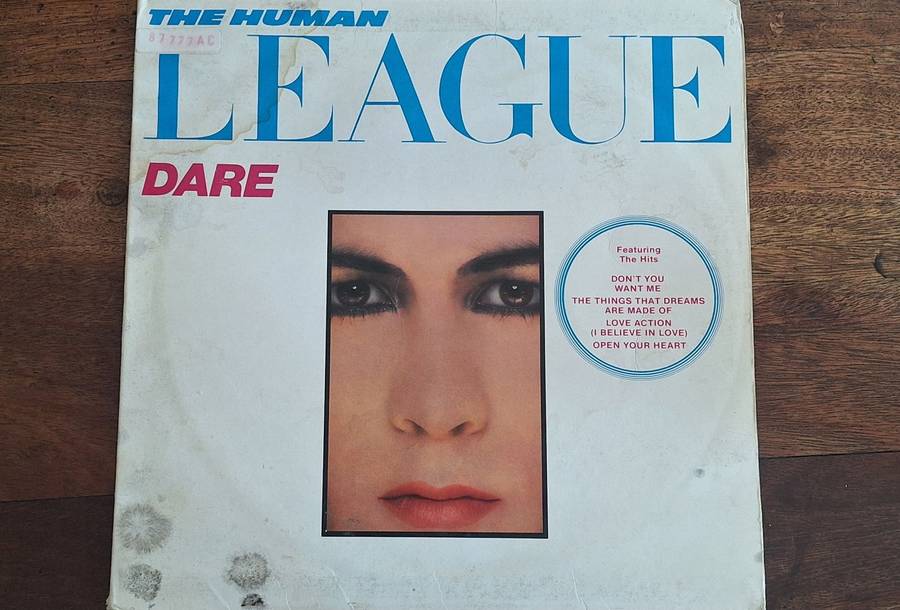 THE HUMAN
87777AC
LEAGUE
DARE
Featuring
The Hits
DON'T YOU
WANT ME
THE THINGS THAT DREAMS
ARE MADE OF
LOVE ACTION
(I BELIEVE IN LOVE)
OPEN YOUR HEART